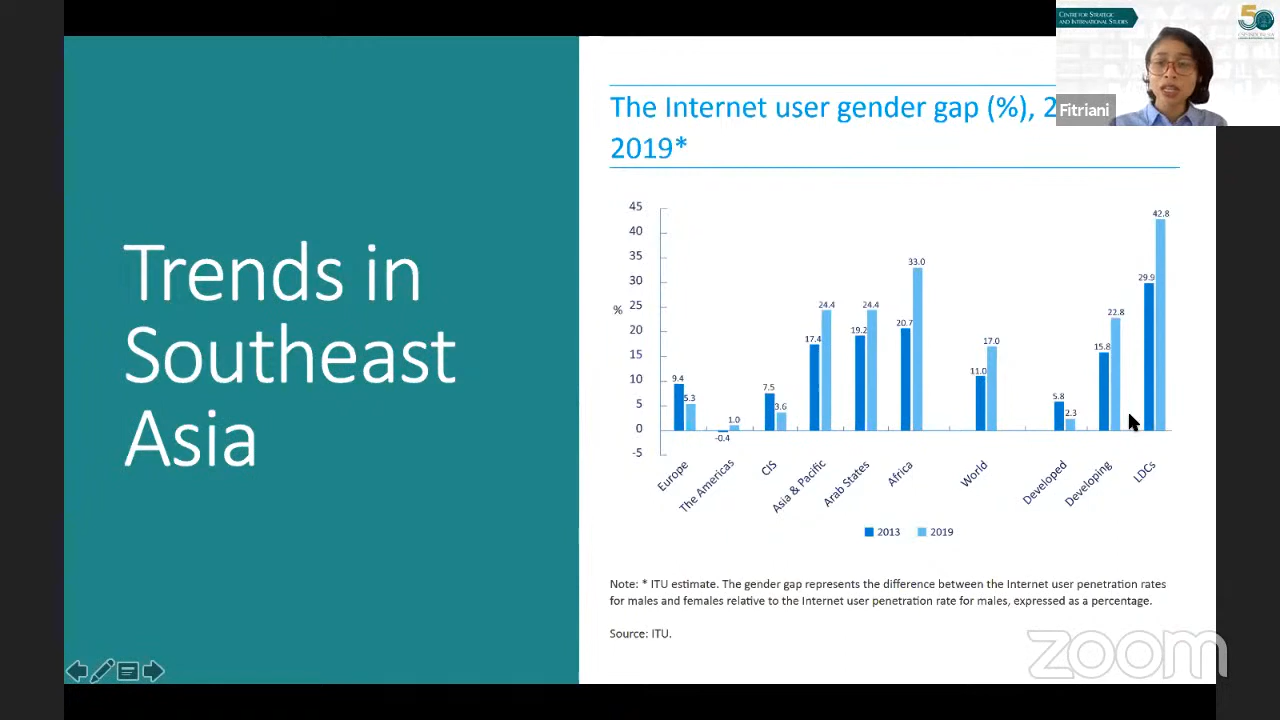 CENTRE FOR STRATEGIC
AND INTERNATIONAL STUDIES
50
Fitriani
Trends in
Southeast
Asia
The Internet user gender gap (%), 2
2019*
45
40
35
30
%
25
20
15
10
5
0
-5
9.4
5.3
-0.4
1.0
7.5
3.6
17.4
24.4
19.2
24.4
20.7
33.0
11.0
17.0
5.8
2.3
15.8
22.8
29.9
42.8
Europe
The Americas
CIS
Asia & Pacific
Arab States
Africa
World
Developed
Developing
LDCs
2013
2019
Note: * ITU estimate. The gender gap represents the difference between the Internet user penetration rates
for males and females relative to the Internet user penetration rate for males, expressed as a percentage.
Source: ITU.
zoom